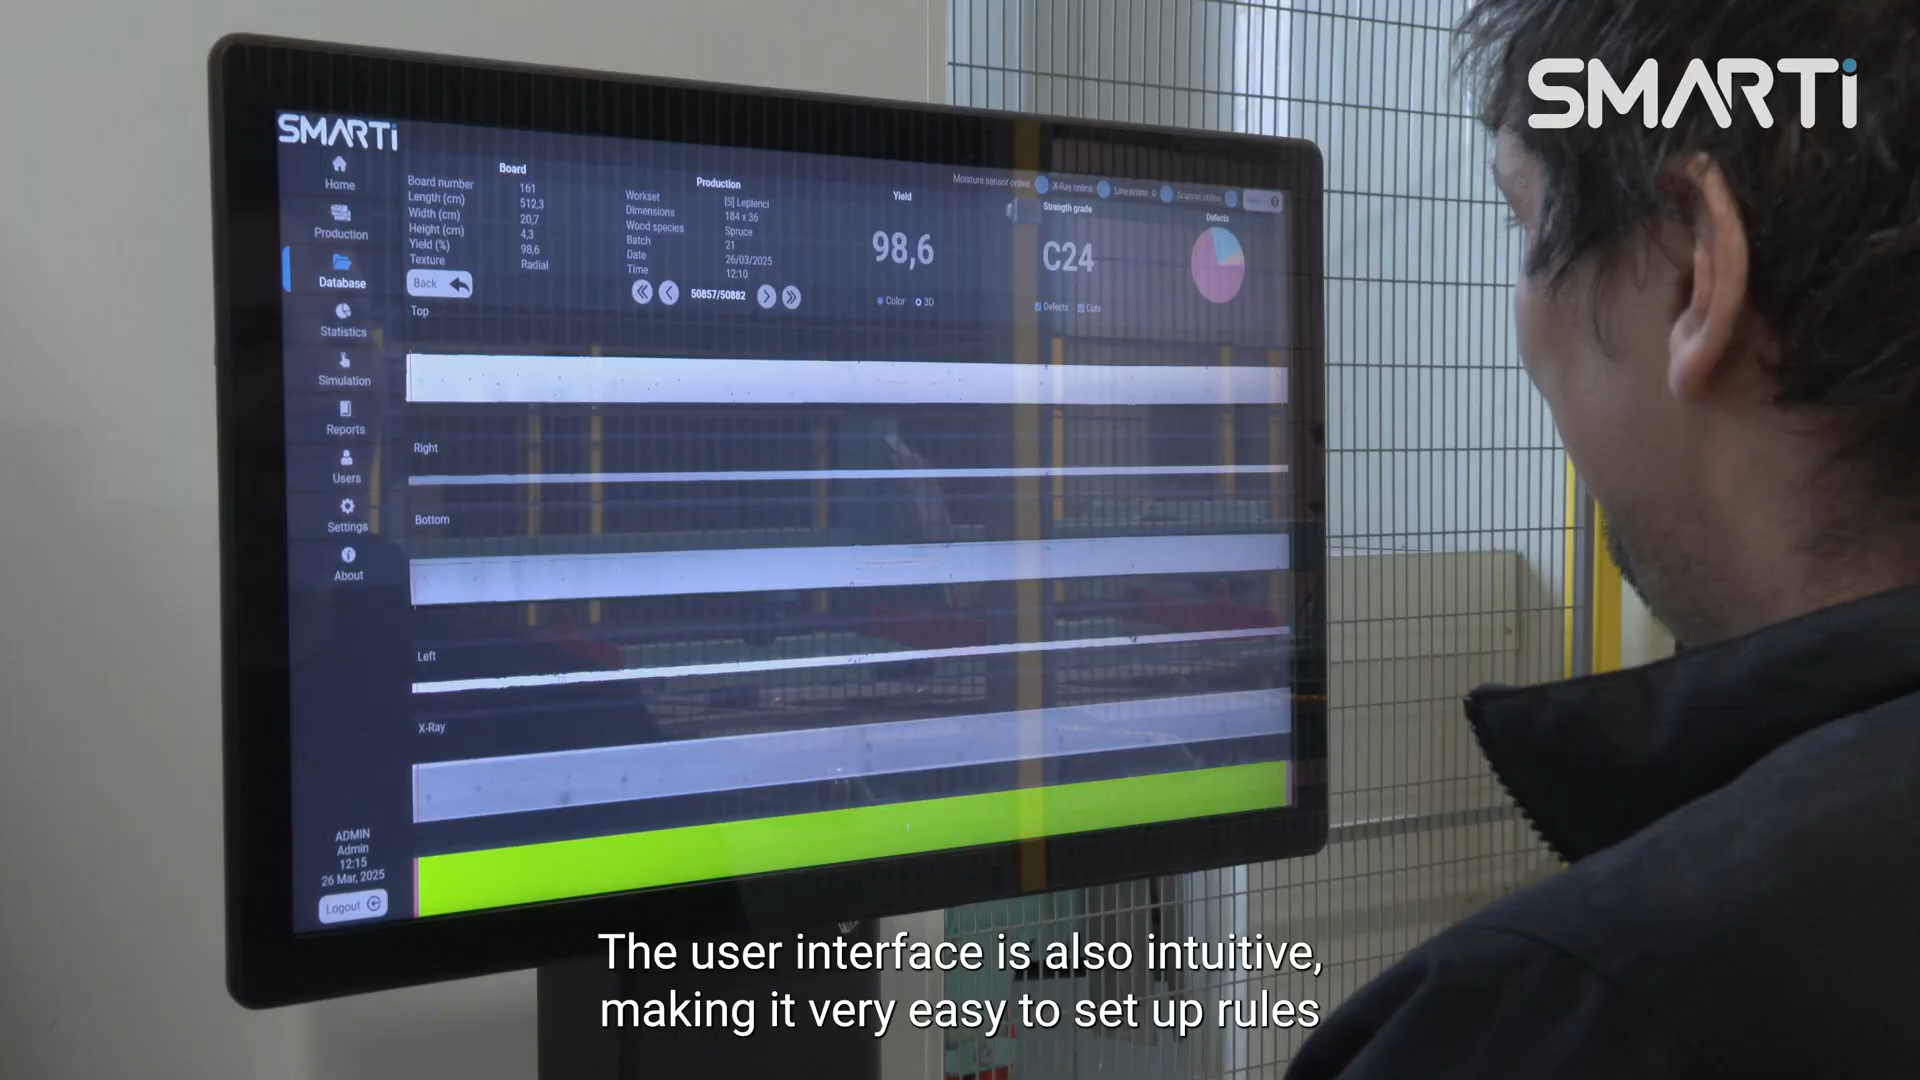 SMARTi
SMARTi
Home
Production
Database
Statistics
Simulation
Reports
Users
Settings
About
ADMIN
Admin
12:15
26 Mar, 2025
Logout
Board
Board number 161
Length (cm) 512,3
Width (cm) 20,7
Height (cm) 4,3
Yield (%) 98,6
Texture Radial
Back
Production
Workset [S] Leplenci
Dimensions 184 x 36
Wood species Spruce
Batch 21
Date 26/03/2025
Time 12:10
50857/50882
Yield
98,6
Color 3D
Moisture sensor online X-Ray online Line online 0 Scanner online
Strength grade
C24
Defects Cuts
Defects
Top
Right
Bottom
Left
X-Ray
The user interface is also intuitive,
making it very easy to set up rules